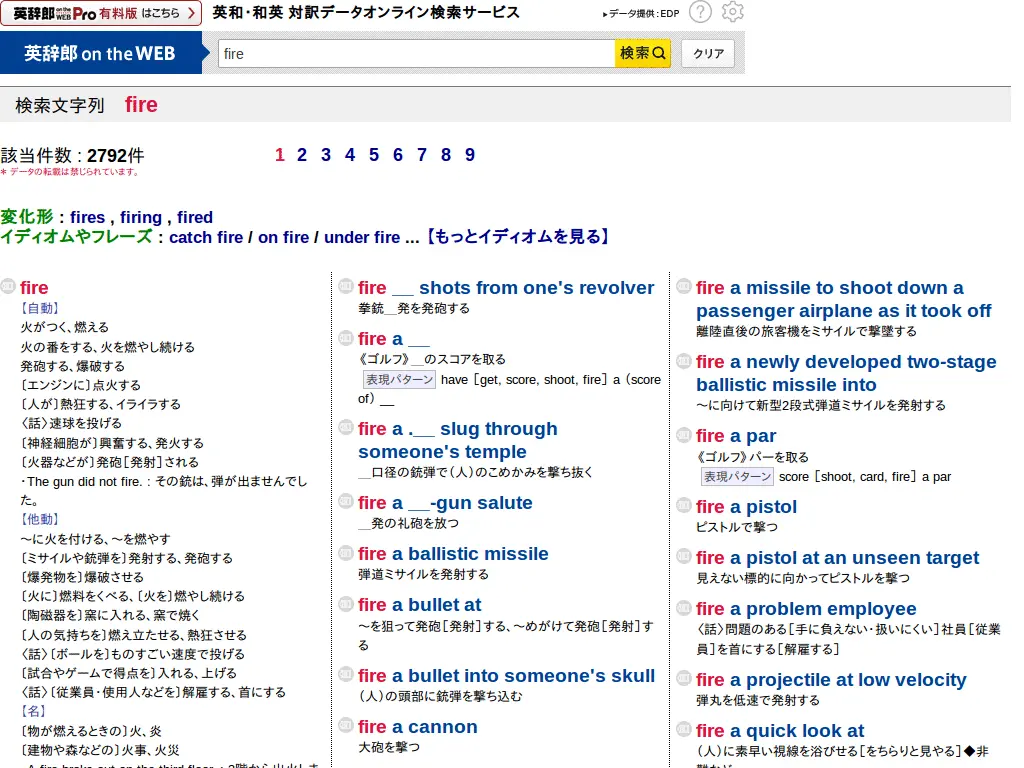 英辞郎 on the WEB Pro 有料版 はこちら
英和・和英 対訳データオンライン検索サービス
▸データ提供:EDP
?
英辞郎 on the WEB
fire
検索
クリア
検索文字列 fire
該当件数 : 2792件
1 2 3 4 5 6 7 8 9
* データの転載は禁じられています。
変化形 : fires , firing , fired
イディオムやフレーズ : catch fire / on fire / under fire ... 【もっとイディオムを見る】
fire
【自動】
火がつく、燃える
火の番をする、火を燃やし続ける
発砲する、爆破する
〔エンジンに〕点火する
〔人が〕熱狂する、イライラする
〈話〉速球を投げる
〔神経細胞が〕興奮する、発火する
〔火器などが〕発砲［発射］される
・The gun did not fire. : その銃は、弾が出ませんでし
た。
【他動】
～に火を付ける、～を燃やす
〔ミサイルや銃弾を〕発射する、発砲する
〔爆発物を〕爆破させる
〔火に〕燃料をくべる、〔火を〕燃やし続ける
〔陶磁器を〕窯に入れる、窯で焼く
〔人の気持ちを〕燃え立たせる、熱狂させる
〈話〉〔ボールを〕ものすごい速度で投げる
〔試合やゲームで得点を〕入れる、上げる
〈話〉〔従業員・使用人などを〕解雇する、首にする
【名】
〔物が燃えるときの〕火、炎
〔建物や森などの〕火事、火災
・A fire broke out on the third floor. : 3階から出火しま
fire __ shots from one's revolver
拳銃＿発を発砲する
fire a __
《ゴルフ》＿のスコアを取る
表現パターン have［get, score, shoot, fire］a（score
of）__
fire a .__ slug through
someone's temple
＿口径の銃弾で（人）のこめかみを撃ち抜く
fire a __-gun salute
＿発の礼砲を放つ
fire a ballistic missile
弾道ミサイルを発射する
fire a bullet at
～を狙って発砲［発射］する、～めがけて発砲［発射］す
る
fire a bullet into someone's skull
（人）の頭部に銃弾を撃ち込む
fire a cannon
大砲を撃つ
fire a missile to shoot down a
passenger airplane as it took off
離陸直後の旅客機をミサイルで撃墜する
fire a newly developed two-stage
ballistic missile into
～に向けて新型2段式弾道ミサイルを発射する
fire a par
《ゴルフ》パーを取る
表現パターン score［shoot, card, fire］a par
fire a pistol
ピストルで撃つ
fire a pistol at an unseen target
見えない標的に向かってピストルを撃つ
fire a problem employee
〈話〉問題のある［手に負えない・扱いにくい］社員［従業
員］を首にする［解雇する］
fire a projectile at low velocity
弾丸を低速で発射する
fire a quick look at
（人）に素早い視線を浴びせる［をちらりと見やる］◆非